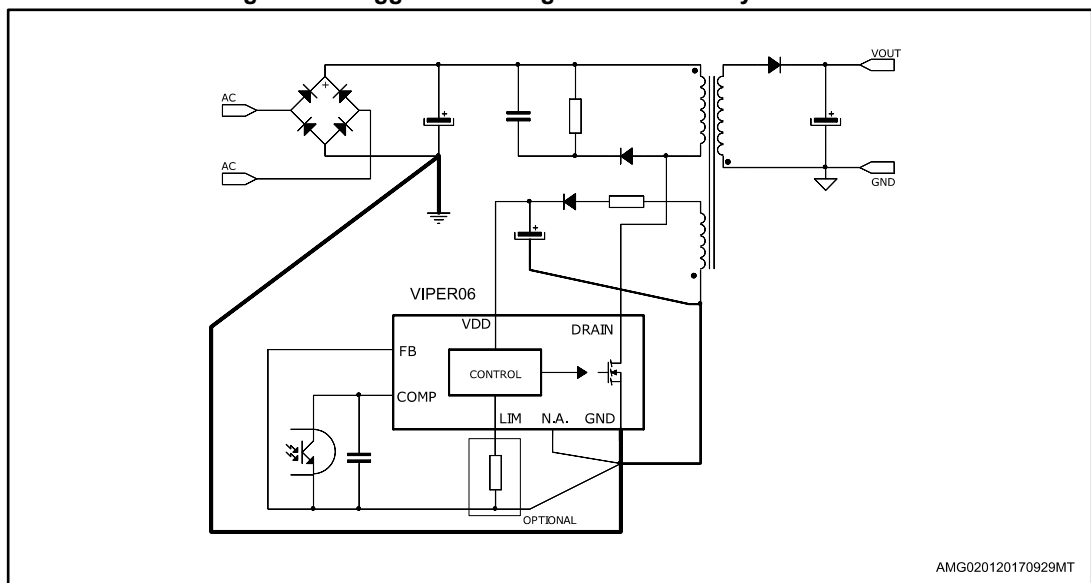 VOUT
AC
+
+
+
AC
GND
+
VIPER06
VDD
DRAIN
FB
CONTROL
COMP
LIM
N.A.
GND
OPTIONAL
AMG020120170929MT